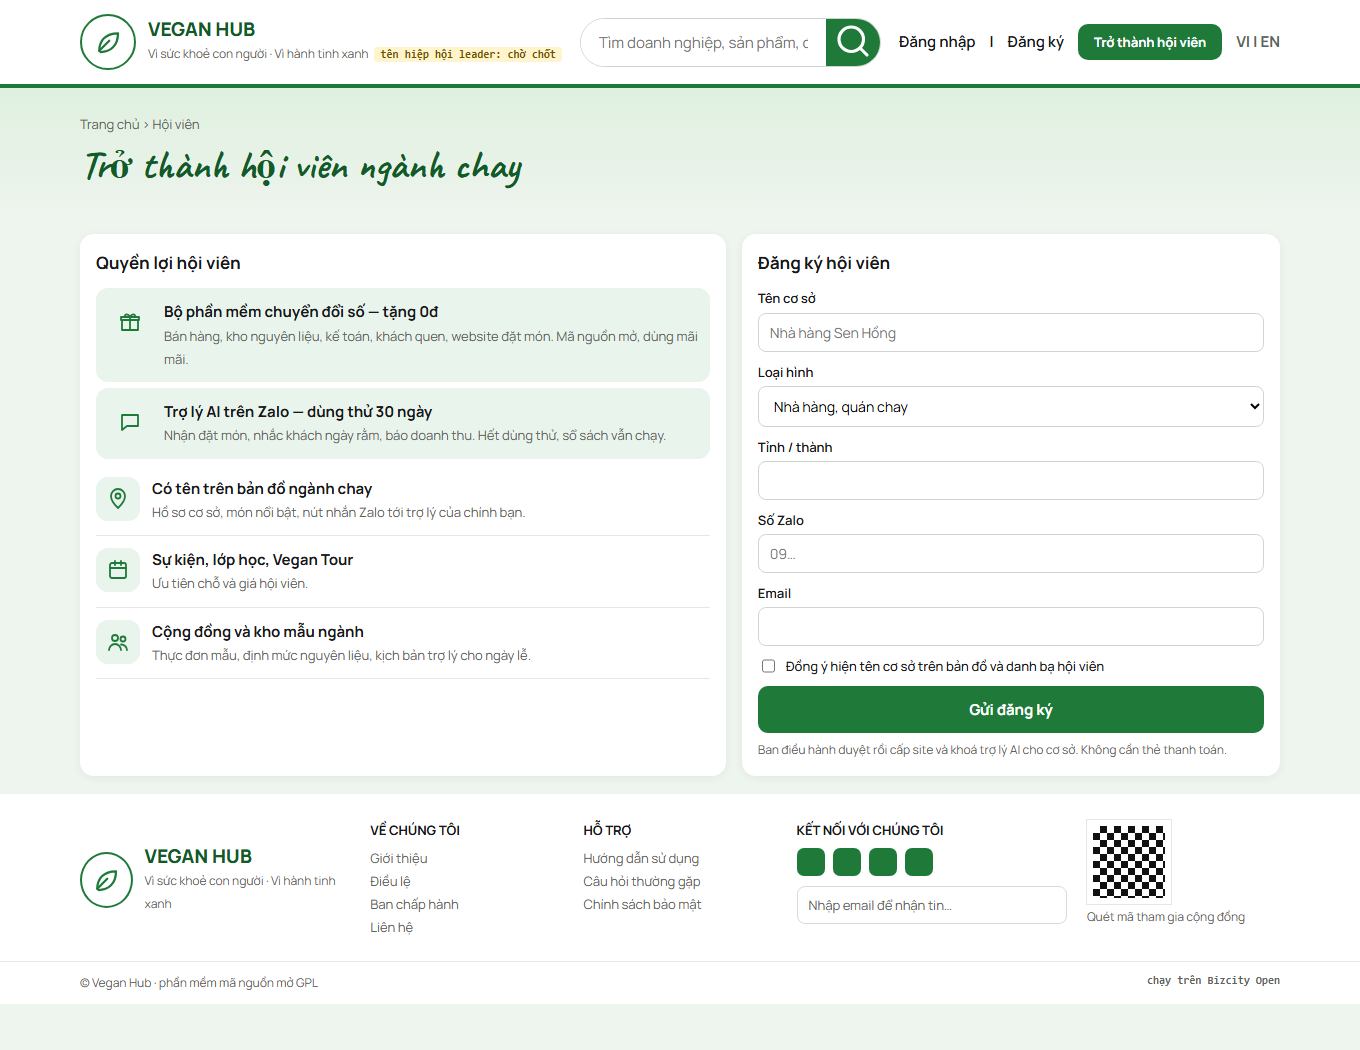 VEGAN HUB
Vì sức khoẻ con người · Vì hành tinh xanh tên hiệp hội leader: chờ chốt
Tìm doanh nghiệp, sản phẩm, c
Đăng nhập | Đăng ký
Trở thành hội viên
VI | EN
Trang chủ › Hội viên
Trở thành hội viên ngành chay
Quyền lợi hội viên
Bộ phần mềm chuyển đổi số — tặng 0đ
Bán hàng, kho nguyên liệu, kế toán, khách quen, website đặt món. Mã nguồn mở, dùng mãi
mãi.
Trợ lý AI trên Zalo — dùng thử 30 ngày
Nhận đặt món, nhắc khách ngày rằm, báo doanh thu. Hết dùng thử, sổ sách vẫn chạy.
Có tên trên bản đồ ngành chay
Hồ sơ cơ sở, món nổi bật, nút nhắn Zalo tới trợ lý của chính bạn.
Sự kiện, lớp học, Vegan Tour
Ưu tiên chỗ và giá hội viên.
Cộng đồng và kho mẫu ngành
Thực đơn mẫu, định mức nguyên liệu, kịch bản trợ lý cho ngày lễ.
Đăng ký hội viên
Tên cơ sở
Nhà hàng Sen Hồng
Loại hình
Nhà hàng, quán chay
Tỉnh / thành
Số Zalo
09...
Email
Đồng ý hiện tên cơ sở trên bản đồ và danh bạ hội viên
Gửi đăng ký
Ban điều hành duyệt rồi cấp site và khoá trợ lý AI cho cơ sở. Không cần thẻ thanh toán.
VEGAN HUB
Vì sức khoẻ con người · Vì hành tinh
xanh
VỀ CHÚNG TÔI
Giới thiệu
Điều lệ
Ban chấp hành
Liên hệ
HỖ TRỢ
Hướng dẫn sử dụng
Câu hỏi thường gặp
Chính sách bảo mật
KẾT NỐI VỚI CHÚNG TÔI
Nhập email để nhận tin...
Quét mã tham gia cộng đồng
© Vegan Hub · phần mềm mã nguồn mở GPL
chạy trên Bizcity Open